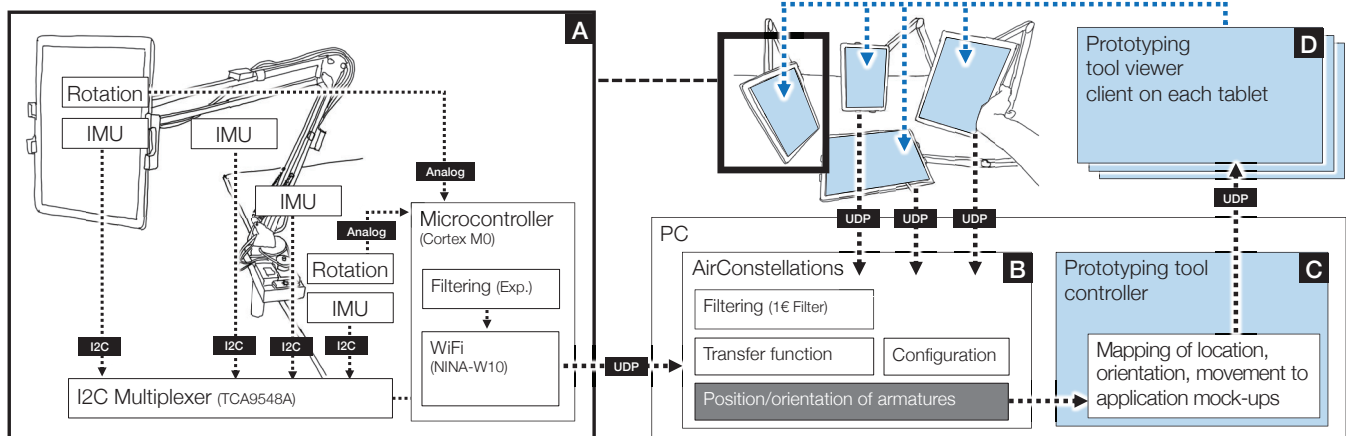 A
Rotation
IMU
IMU
IMU
Analog
Analog
Rotation
IMU
I2C
I2C
I2C
I2C
I2C Multiplexer (TCA9548A)
Microcontroller
(Cortex M0)
Filtering (Exp.)
WiFi
(NINA-W10)
UDP
UDP
UDP
UDP
PC
AirConstellations
B
Filtering (1€ Filter)
Transfer function
Configuration
Position/orientation of armatures
Prototyping tool
controller
C
Mapping of location,
orientation, movement to
application mock-ups
UDP
Prototyping
tool viewer
client on each tablet
D